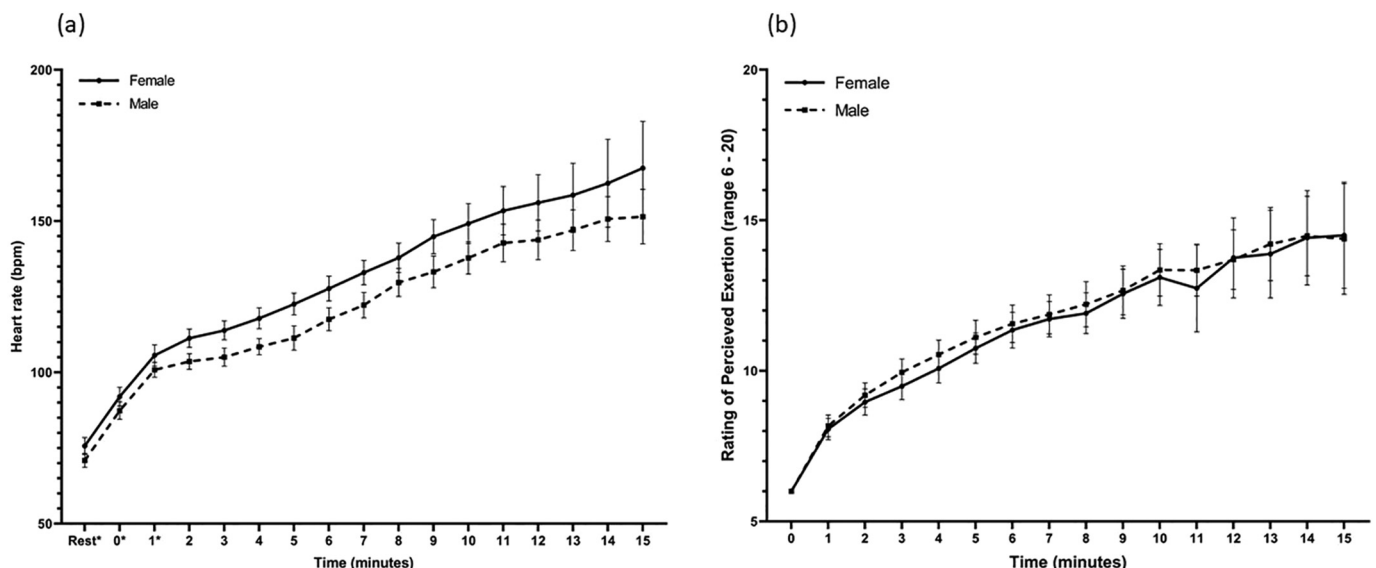 (a)
200
150
100
50
Heart rate (bpm)
Female
Male
Rest* 0* 1* 2 3 4 5 6 7 8 9 10 11 12 13 14 15
Time (minutes)
(b)
20
15
10
5
Rating of Percieved Exertion (range 6 - 20)
Female
Male
0 1 2 3 4 5 6 7 8 9 10 11 12 13 14 15
Time (minutes)